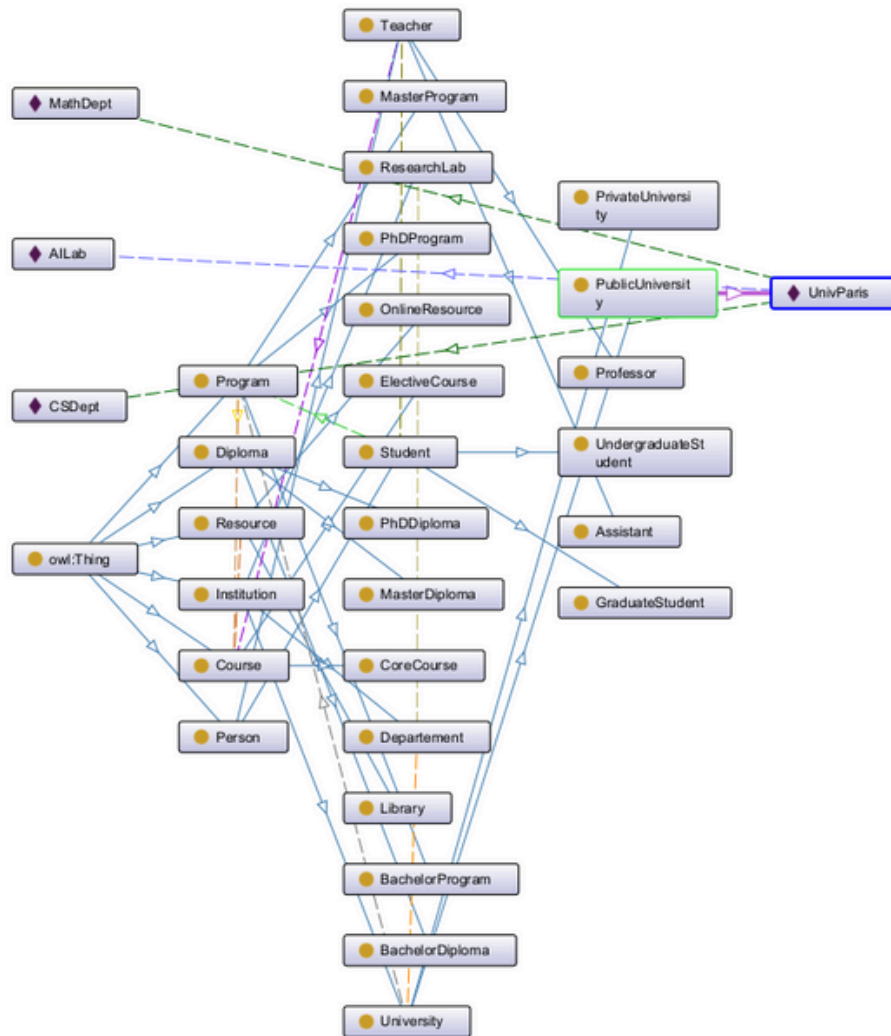 Teacher
MathDept
MasterProgram
ResearchLab
PrivateUniversi
ty
AILab
PhDProgram
PublicUniversit
y
UnivParis
OnlineResource
Program
ElectiveCourse
Professor
CSDept
Diploma
Student
UndergraduateSt
udent
Resource
PhDDiploma
Assistant
owl:Thing
Institution
MasterDiploma
GraduateStudent
Course
CoreCourse
Person
Departement
Library
BachelorProgram
BachelorDiploma
University